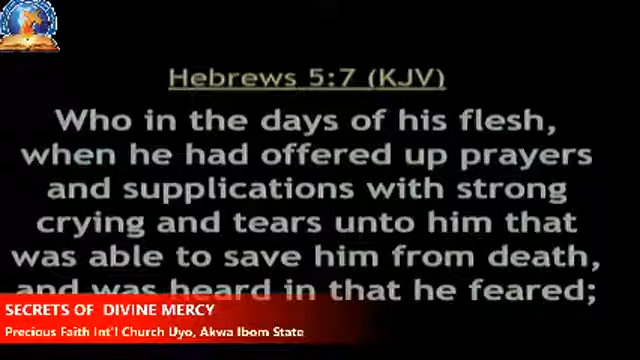 Hebrews 5:7 (KJV)
Who in the days of his flesh,
when he had offered up prayers
and supplications with strong
crying and tears unto him that
was able to save him from death,
and was heard in that he feared;
SECRETS OF DIVINE MERCY
Precious Faith Int'l Church Uyo, Akwa Ibom State